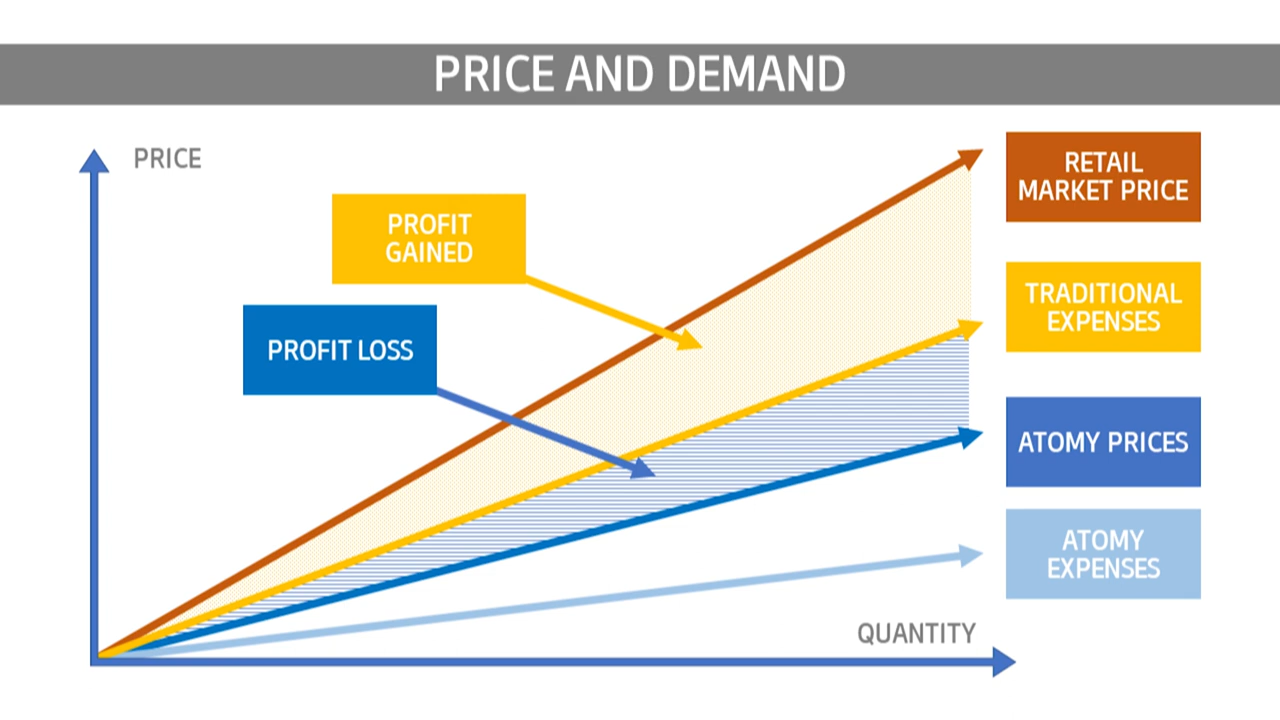 PRICE AND DEMAND
PRICE
RETAIL
MARKET PRICE
PROFIT
GAINED
TRADITIONAL
EXPENSES
PROFIT LOSS
ATOMY PRICES
ATOMY
EXPENSES
QUANTITY